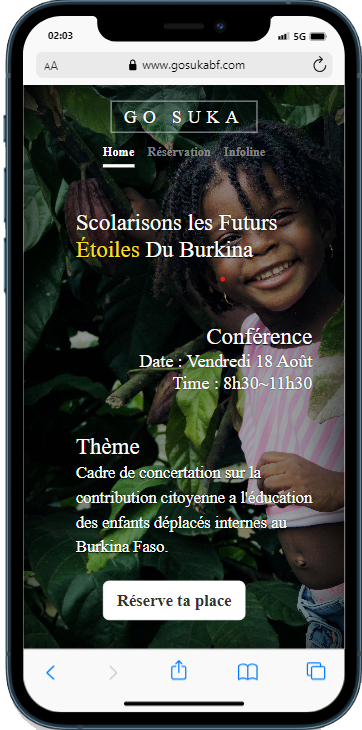 02:03
5G
AA
www.gosukabf.com
GO SUKA
Home Réservation Infoline
Scolarisons les Futurs
Étoiles Du Burkina
Conférence
Date : Vendredi 18 Août
Time : 8h30~11h30
Thème
Cadre de concertation sur la
contribution citoyenne a l'éducation
des enfants déplacés internes au
Burkina Faso.
Réserve ta place